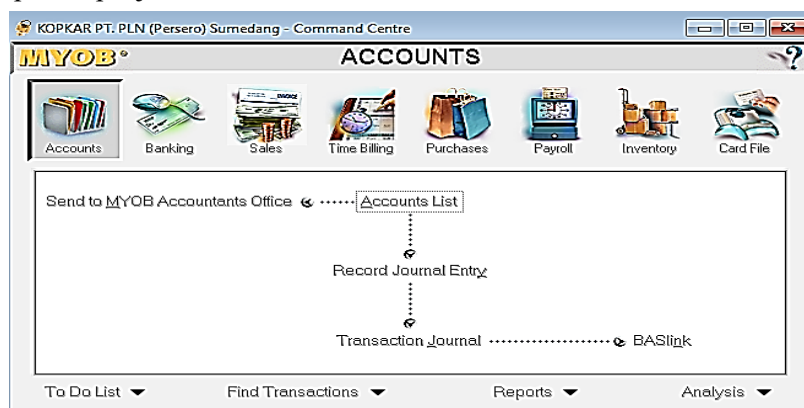 KOPKAR PT. PLN (Persero) Sumedang - Command Centre
MYOB ACCOUNTS ?
Accounts Banking Sales Time Billing Purchases Payroll Inventory Card File
Send to MYOB Accountants Office Accounts List
Record Journal Entry
Transaction Journal BASlink
To Do List Find Transactions Reports Analysis